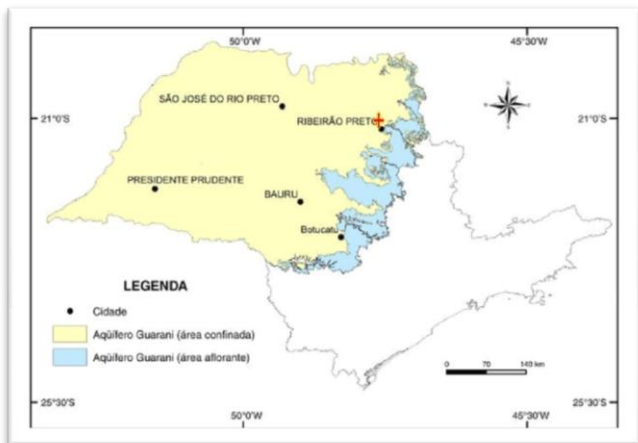 50°0'W 45°30'W
21°0'S 21°0'S
SÃO JOSÉ DO RIO PRETO
RIBEIRÃO PRETO
PRESIDENTE PRUDENTE
BAURU
Botucatu
LEGENDA
Cidade
Aqüífero Guarani (área confinada)
Aqüífero Guarani (área aflorante)
0 70 140 km
25°30'S 25°30'S
50°0'W 45°30'W